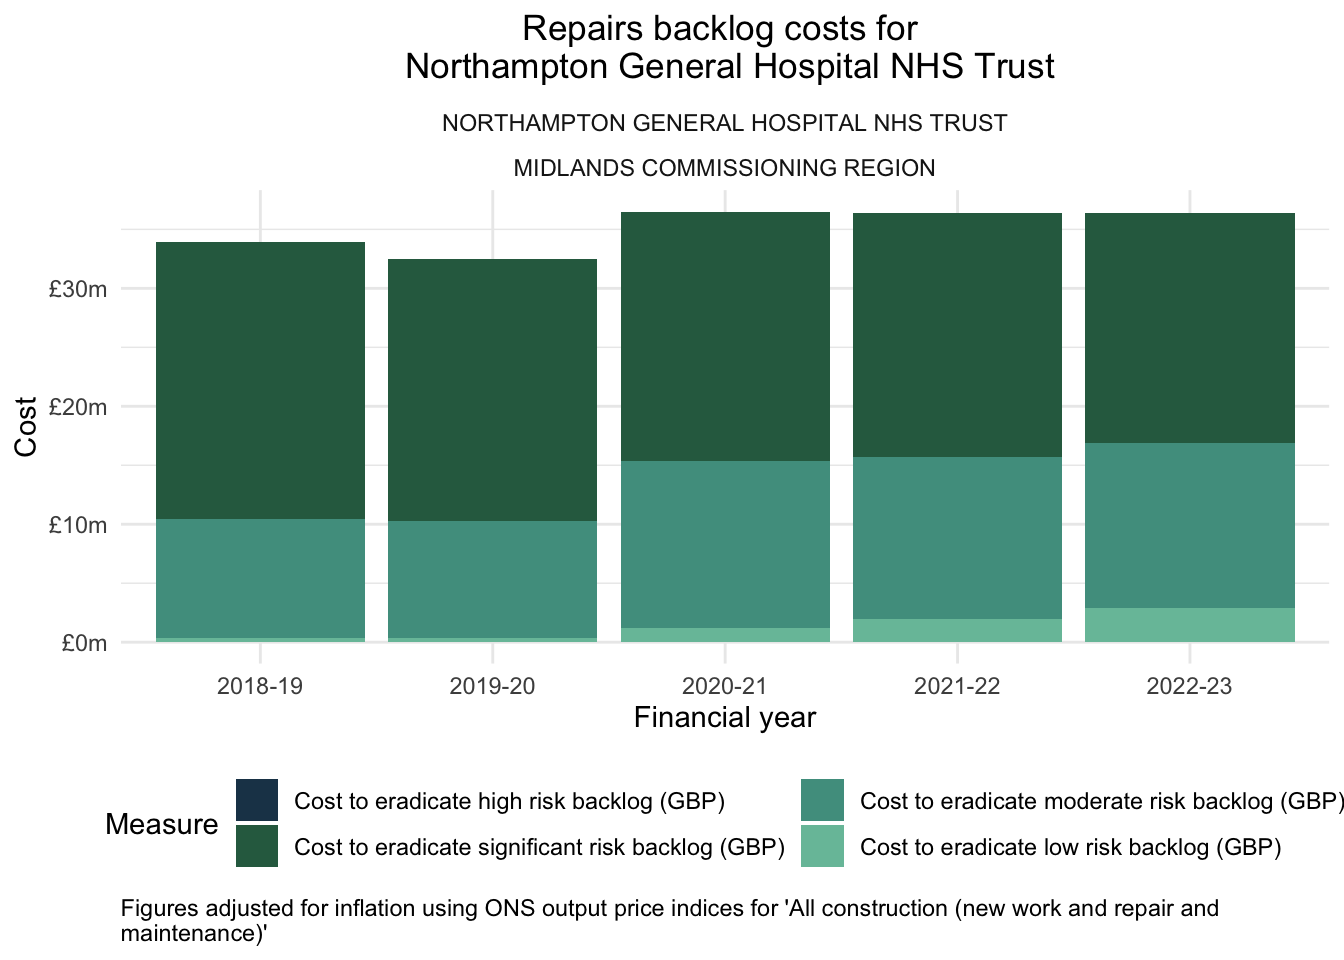 Repairs backlog costs for
Northampton General Hospital NHS Trust
NORTHAMPTON GENERAL HOSPITAL NHS TRUST
MIDLANDS COMMISSIONING REGION
£30m
£20m
£10m
£0m
Cost
2018-19 2019-20 2020-21 2021-22 2022-23
Financial year
Measure
Cost to eradicate high risk backlog (GBP)
Cost to eradicate significant risk backlog (GBP)
Cost to eradicate moderate risk backlog (GBP)
Cost to eradicate low risk backlog (GBP)
Figures adjusted for inflation using ONS output price indices for 'All construction (new work and repair and
maintenance)'